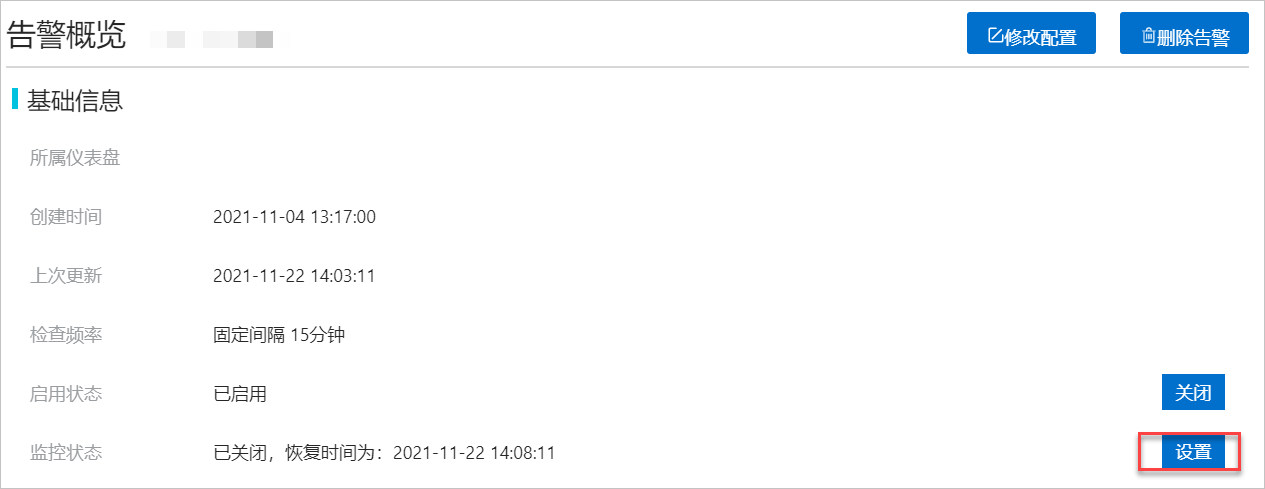 告警概览
修改配置 删除告警
基础信息
所属仪表盘
创建时间 2021-11-04 13:17:00
上次更新 2021-11-22 14:03:11
检查频率 固定间隔 15分钟
启用状态 已启用 关闭
监控状态 已关闭，恢复时间为：2021-11-22 14:08:11 设置